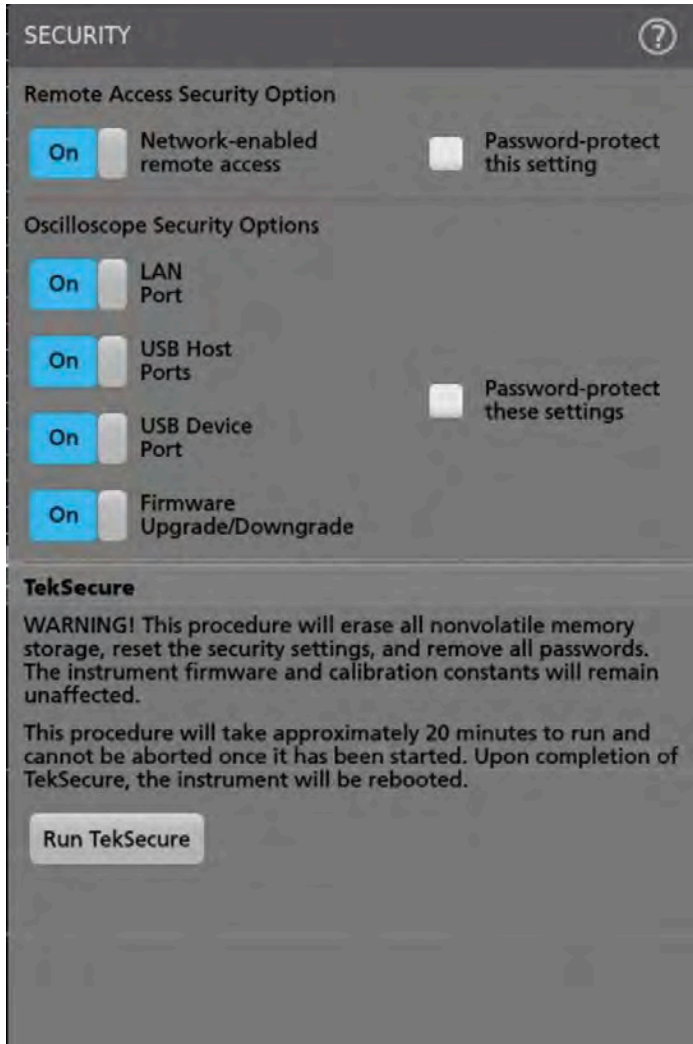 SECURITY
?
Remote Access Security Option
On
Network-enabled
remote access
Password-protect
this setting
Oscilloscope Security Options
On
LAN
Port
On
USB Host
Ports
Password-protect
these settings
On
USB Device
Port
On
Firmware
Upgrade/Downgrade
TekSecure
WARNING! This procedure will erase all nonvolatile memory
storage, reset the security settings, and remove all passwords.
The instrument firmware and calibration constants will remain
unaffected.
This procedure will take approximately 20 minutes to run and
cannot be aborted once it has been started. Upon completion of
TekSecure, the instrument will be rebooted.
Run TekSecure